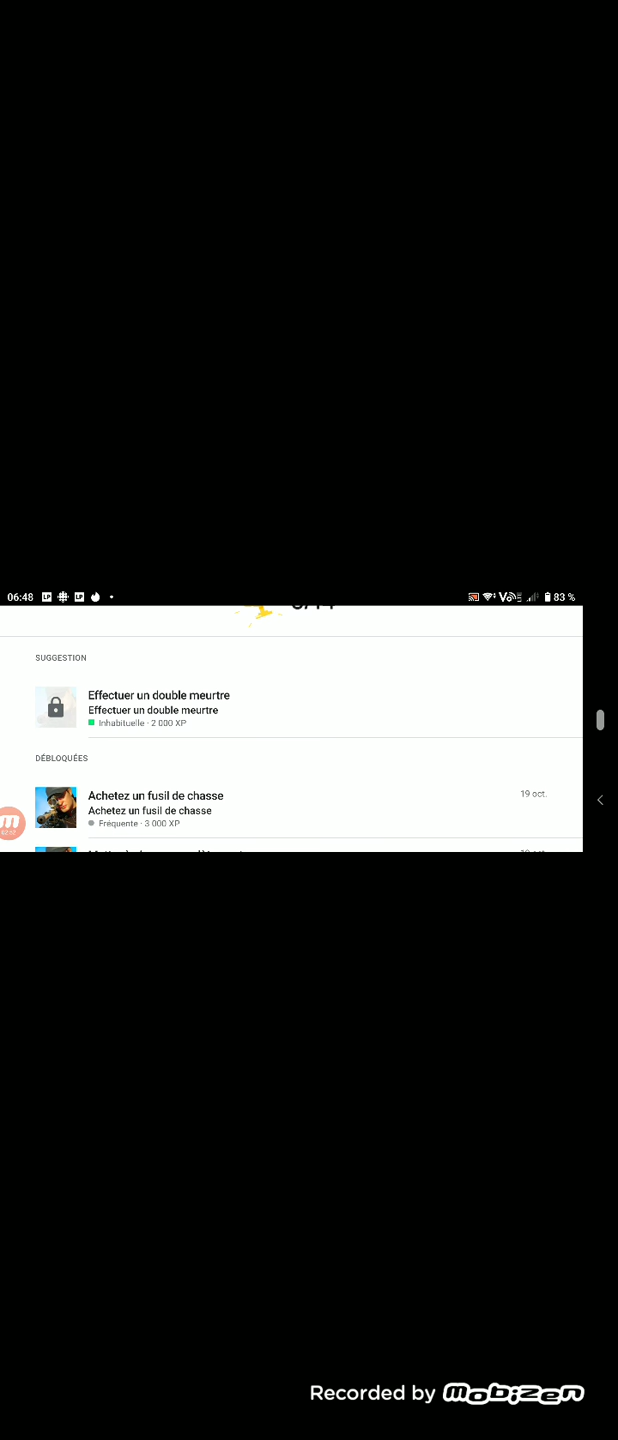 06:48
83 %
SUGGESTION
Effectuer un double meurtre
Effectuer un double meurtre
Inhabituelle · 2 000 XP
DÉBLOQUÉES
Achetez un fusil de chasse
19 oct.
Achetez un fusil de chasse
Fréquente · 3 000 XP
Recorded by mobizen